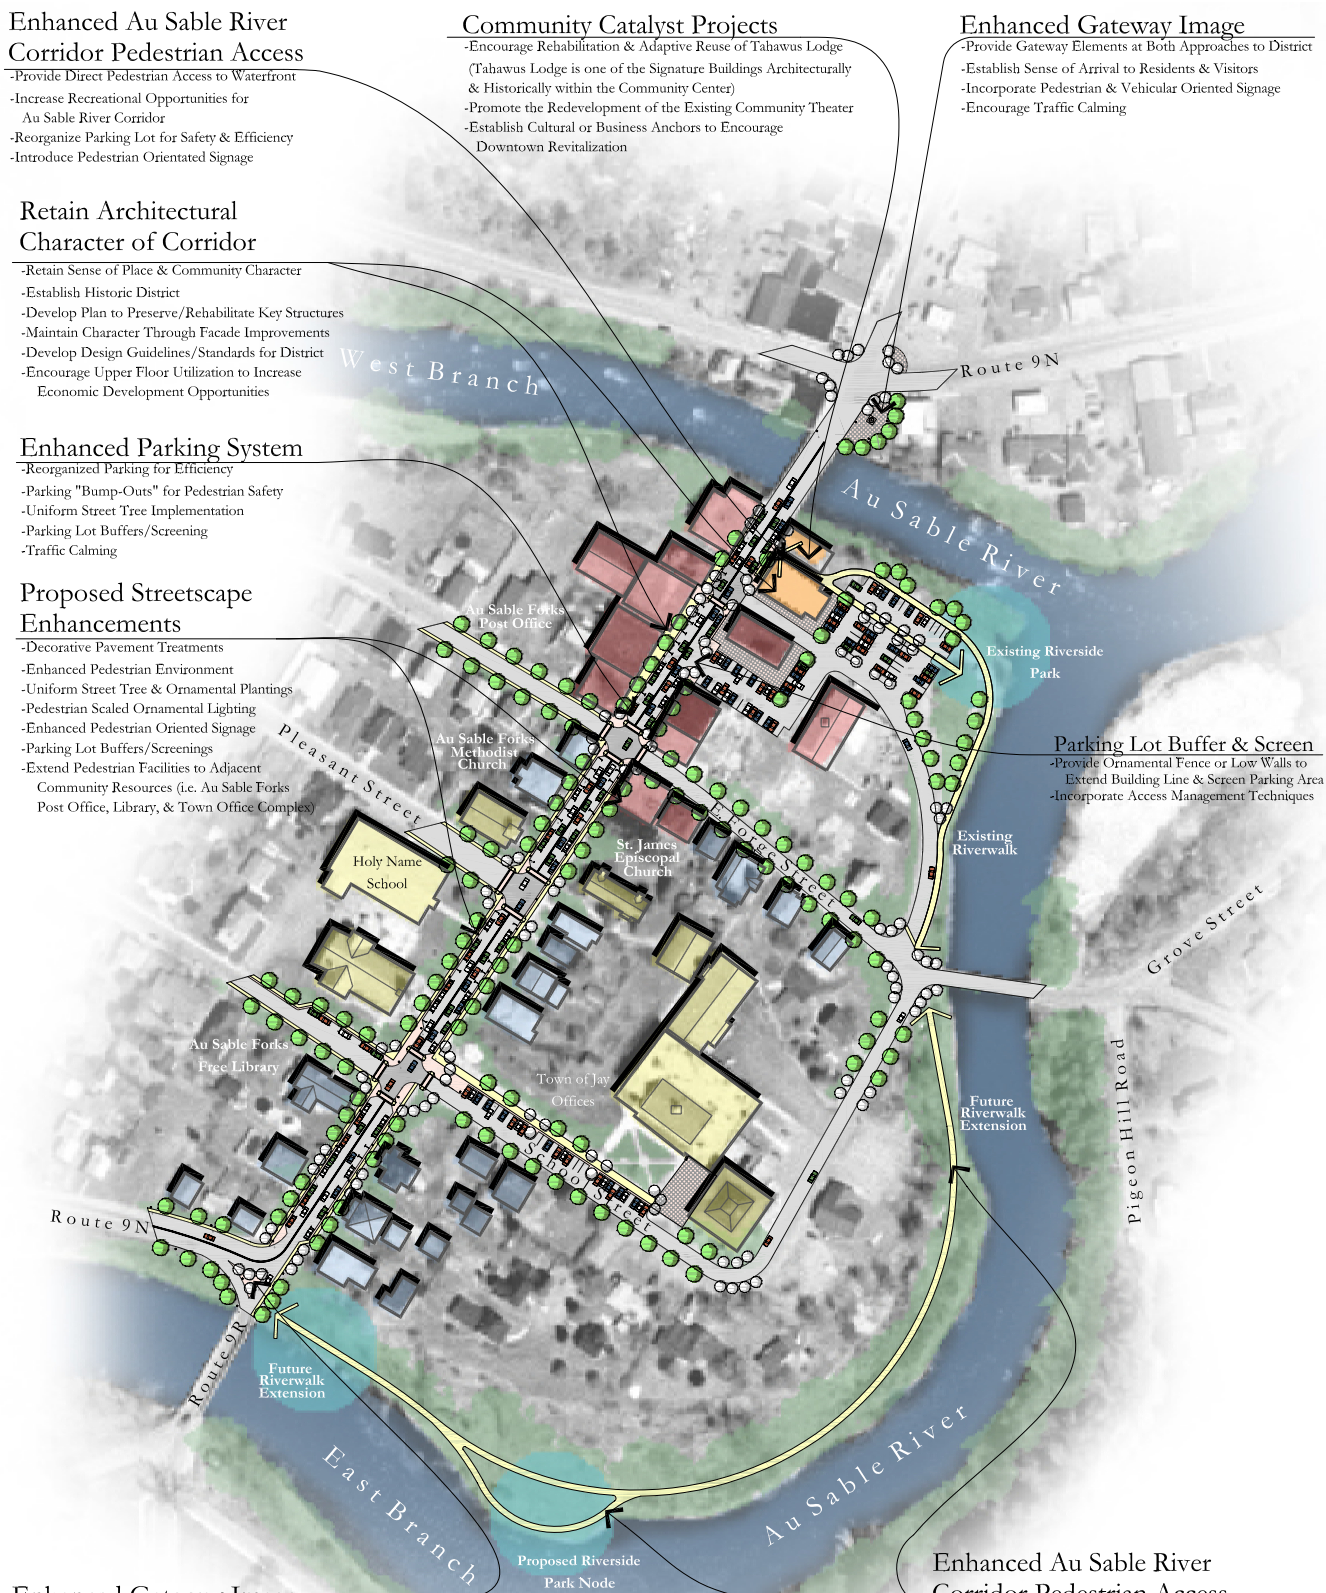 Enhanced Au Sable River
Corridor Pedestrian Access
-Provide Direct Pedestrian Access to Waterfront
-Increase Recreational Opportunities for
Au Sable River Corridor
-Reorganize Parking Lot for Safety & Efficiency
-Introduce Pedestrian Orientated Signage
Community Catalyst Projects
-Encourage Rehabilitation & Adaptive Reuse of Tahawus Lodge
(Tahawus Lodge is one of the Signature Buildings Architecturally
& Historically within the Community Center)
-Promote the Redevelopment of the Existing Community Theater
-Establish Cultural or Business Anchors to Encourage
Downtown Revitalization
Enhanced Gateway Image
-Provide Gateway Elements at Both Approaches to District
-Establish Sense of Arrival to Residents & Visitors
-Incorporate Pedestrian & Vehicular Oriented Signage
-Encourage Traffic Calming
Retain Architectural
Character of Corridor
-Retain Sense of Place & Community Character
-Establish Historic District
-Develop Plan to Preserve/Rehabilitate Key Structures
-Maintain Character Through Facade Improvements
-Develop Design Guidelines/Standards for District
-Encourage Upper Floor Utilization to Increase
Economic Development Opportunities
West Branch
Route 9N
Enhanced Parking System
-Reorganized Parking for Efficiency
-Parking "Bump-Outs" for Pedestrian Safety
-Uniform Street Tree Implementation
-Parking Lot Buffers/Screening
-Traffic Calming
Au Sable River
Proposed Streetscape
Enhancements
-Decorative Pavement Treatments
-Enhanced Pedestrian Environment
-Uniform Street Tree & Ornamental Plantings
-Pedestrian Scaled Ornamental Lighting
-Enhanced Pedestrian Oriented Signage
-Parking Lot Buffers/Screenings
-Extend Pedestrian Facilities to Adjacent
Community Resources (i.e. Au Sable Forks
Post Office, Library, & Town Office Complex)
Au Sable Forks
Post Office
Existing Riverside
Park
Au Sable Forks
Methodist
Church
Pleasant Street
Parking Lot Buffer & Screen
-Provide Ornamental Fence or Low Walls to
Extend Building Line & Screen Parking Area
-Incorporate Access Management Techniques
E. Forge Street
Existing
Riverwalk
St. James
Episcopal
Church
Holy Name
School
Grove Street
Au Sable Forks
Free Library
Town of Jay
Offices
Future
Riverwalk
Extension
Pigeon Hill Road
School Street
Route 9N
Route 9R
Future
Riverwalk
Extension
East Branch
Au Sable River
Proposed Riverside
Park Node
Enhanced Au Sable River
Corridor Pedestrian Access
Enhanced Gateway Image